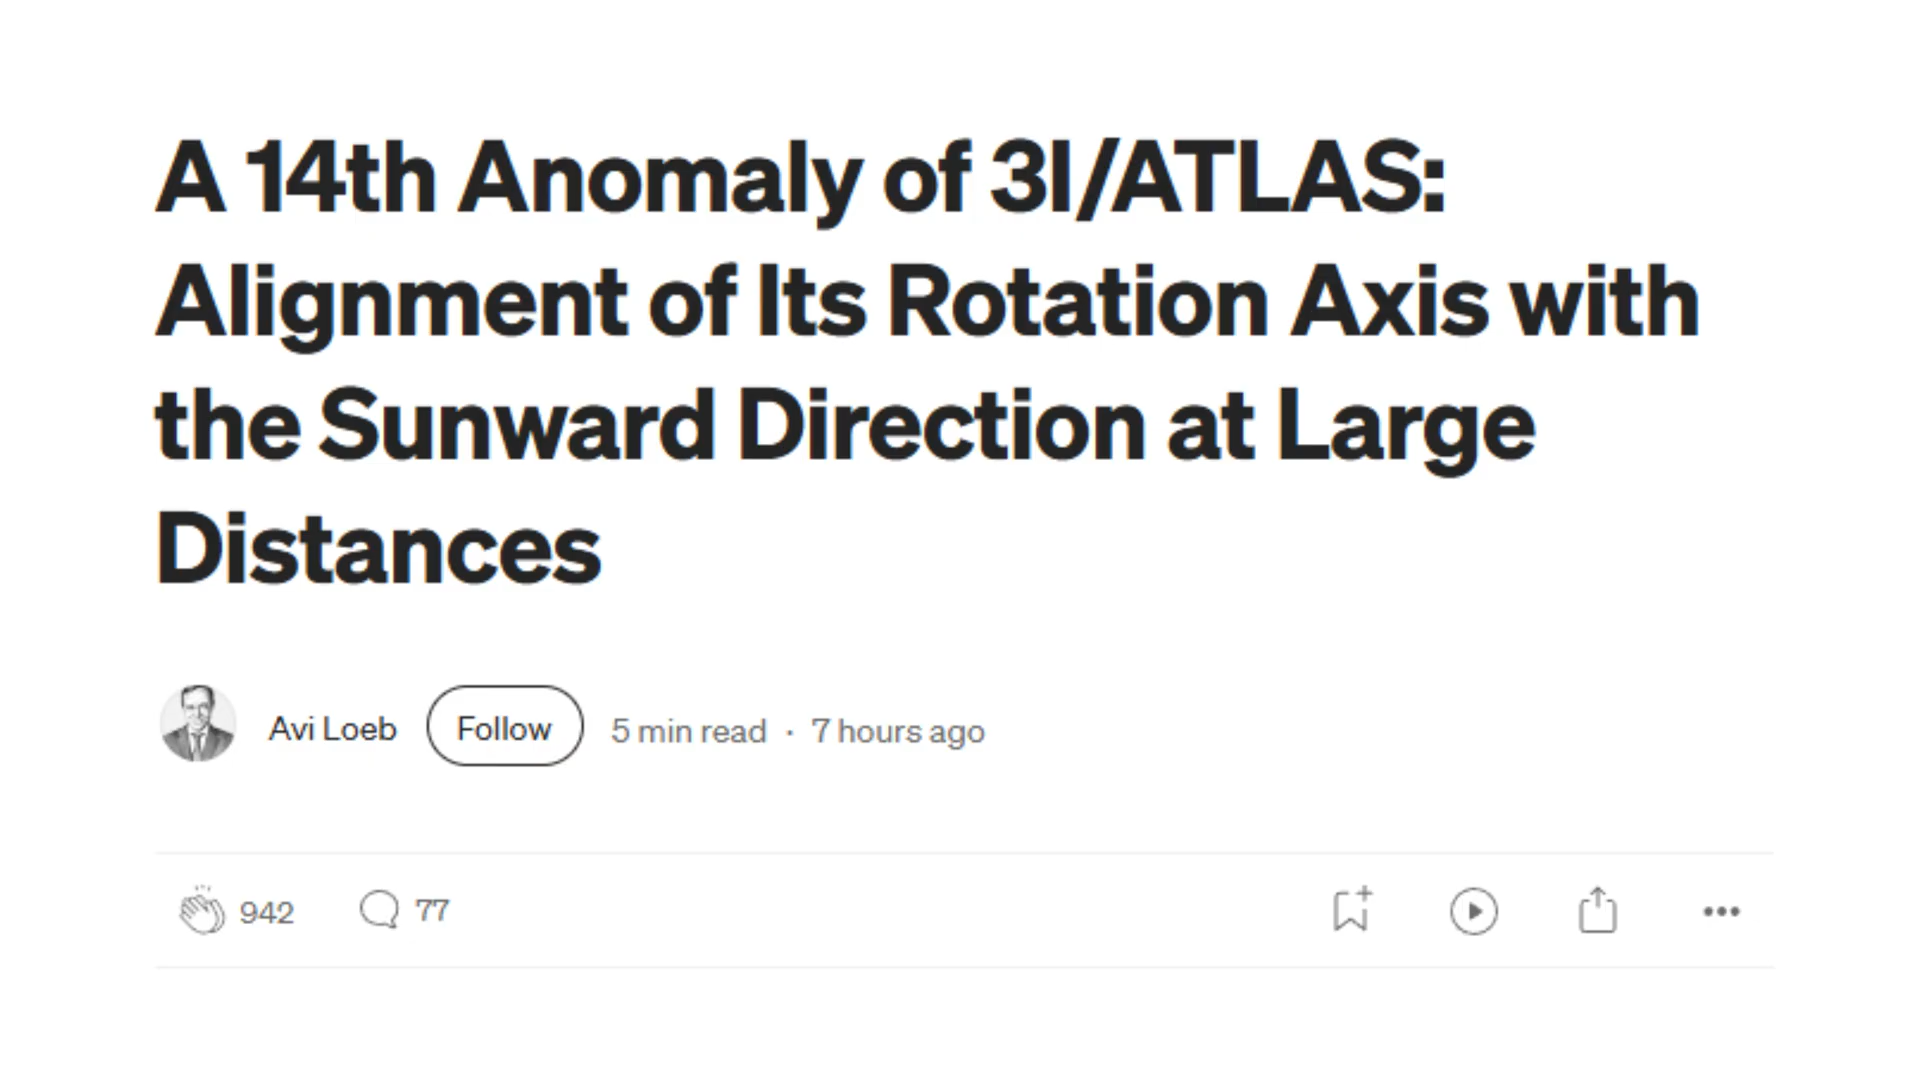 A 14th Anomaly of 3I/ATLAS:
Alignment of Its Rotation Axis with
the Sunward Direction at Large
Distances
Avi Loeb Follow 5 min read · 7 hours ago
942 77